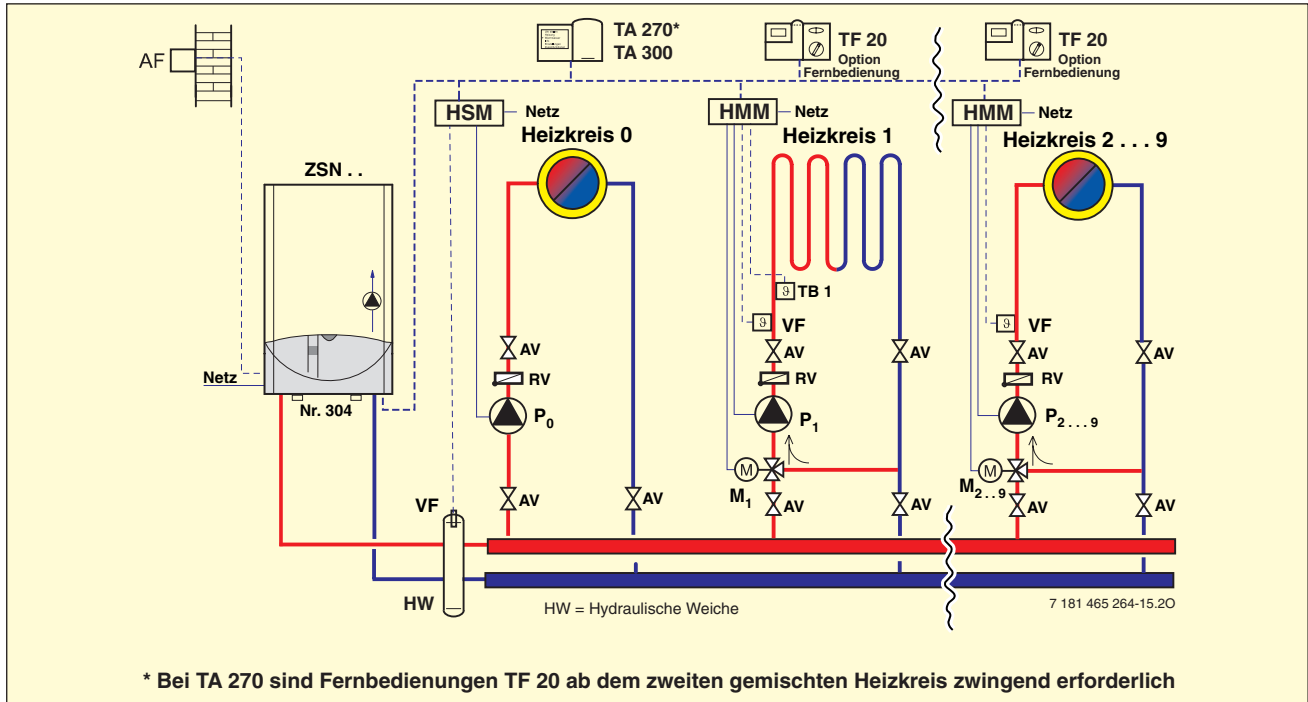 AF
TA 270*
TA 300
TF 20
Option
Fernbedienung
TF 20
Option
Fernbedienung
HSM
Netz
HMM
Netz
HMM
Netz
Heizkreis 0
Heizkreis 1
Heizkreis 2 . . . 9
ZSN . .
ϑ TB 1
ϑ VF
ϑ VF
AV
AV
AV
AV
AV
RV
RV
RV
Netz
Nr. 304
P0
P1
P2 . . . 9
M
M1
M
M2 . . 9
VF
AV
AV
AV
AV
AV
AV
HW
HW = Hydraulische Weiche
7 181 465 264-15.2O
* Bei TA 270 sind Fernbedienungen TF 20 ab dem zweiten gemischten Heizkreis zwingend erforderlich